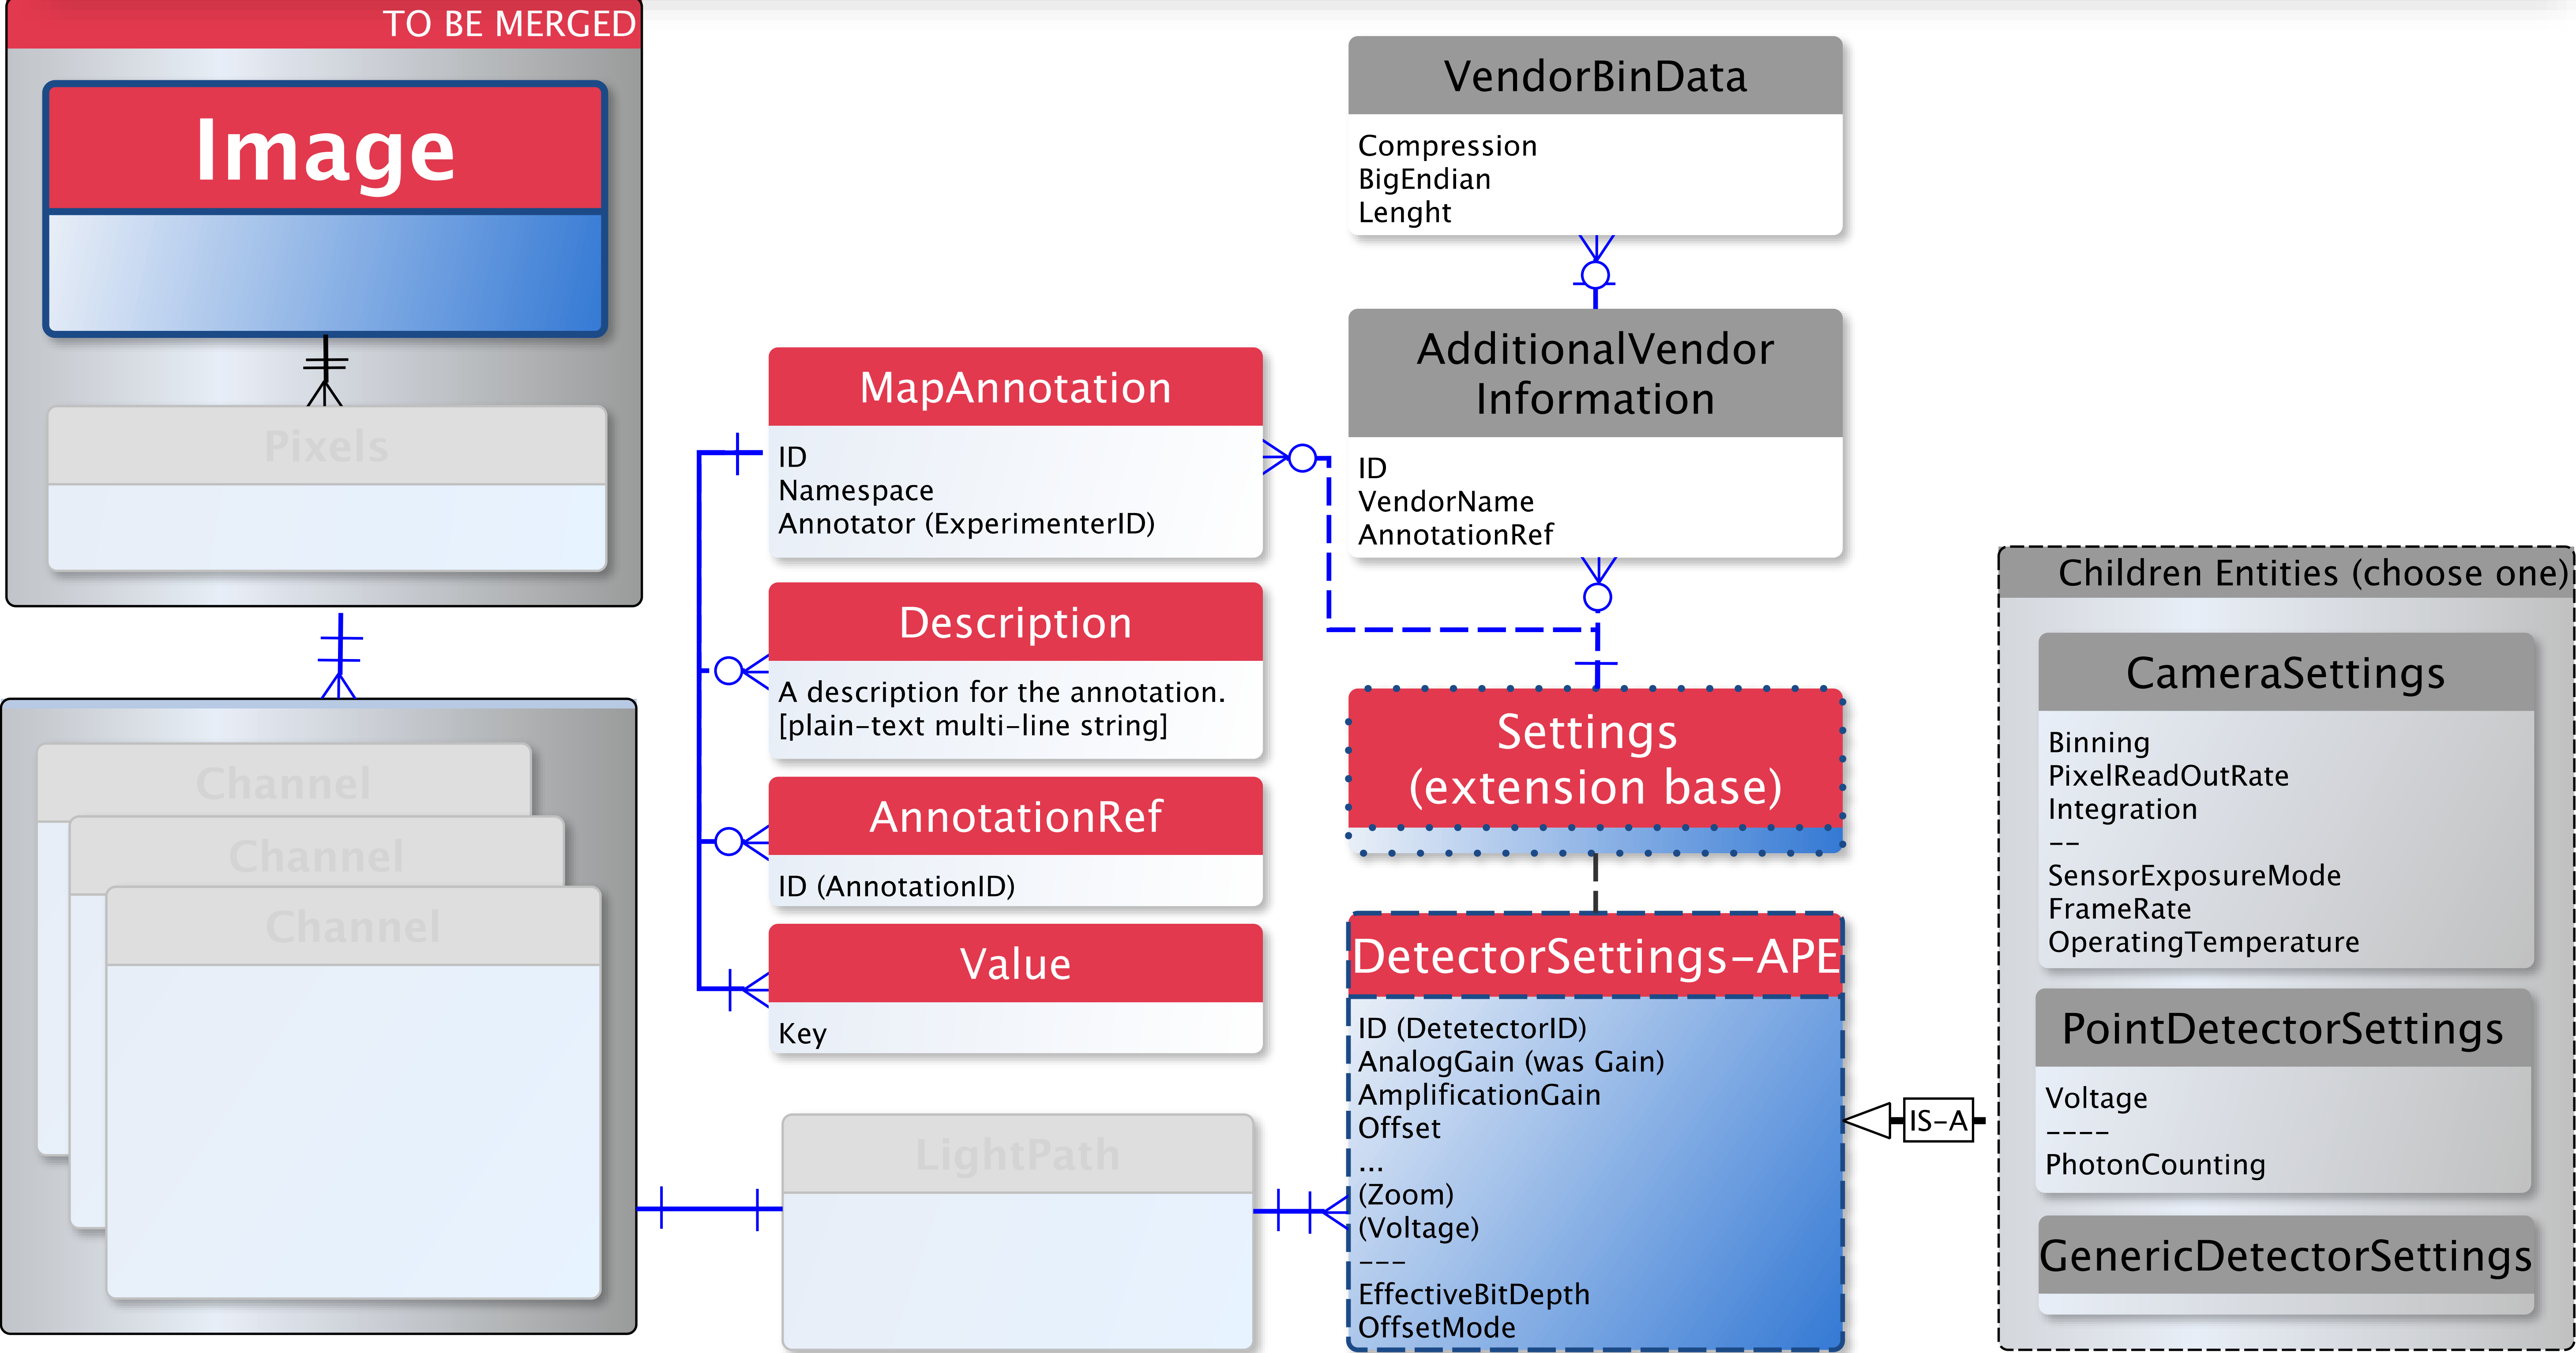 TO BE MERGED
Image
Pixels
Channel
Channel
Channel
MapAnnotation
ID
Namespace
Annotator (ExperimenterID)
Description
A description for the annotation.
[plain-text multi-line string]
AnnotationRef
ID (AnnotationID)
Value
Key
LightPath
VendorBinData
Compression
BigEndian
Lenght
AdditionalVendor
Information
ID
VendorName
AnnotationRef
Settings
(extension base)
DetectorSettings-APE
ID (DetetectorID)
AnalogGain (was Gain)
AmplificationGain
Offset
...
(Zoom)
(Voltage)
---
EffectiveBitDepth
OffsetMode
IS-A
Children Entities (choose one)
CameraSettings
Binning
PixelReadOutRate
Integration
--
SensorExposureMode
FrameRate
OperatingTemperature
PointDetectorSettings
Voltage
----
PhotonCounting
GenericDetectorSettings